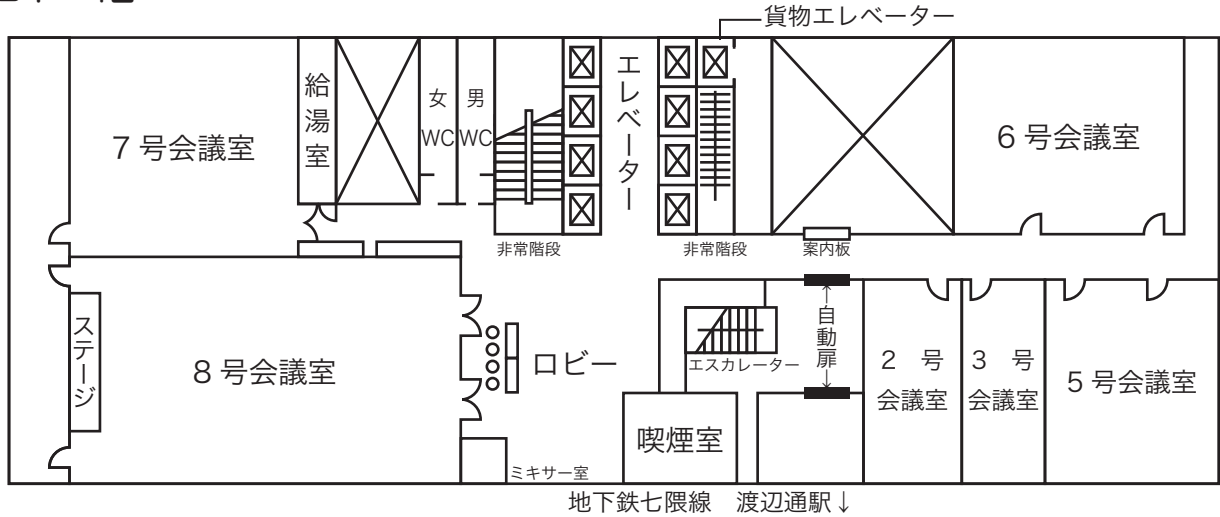 貨物エレベーター
7号会議室
給湯室
女
WC
男
WC
エレベーター
6号会議室
非常階段
非常階段
案内板
ステージ
8号会議室
ロビー
エスカレーター
←自動扉→
2 号
会議室
3 号
会議室
5号会議室
喫煙室
ミキサー室
地下鉄七隈線 渡辺通駅↓